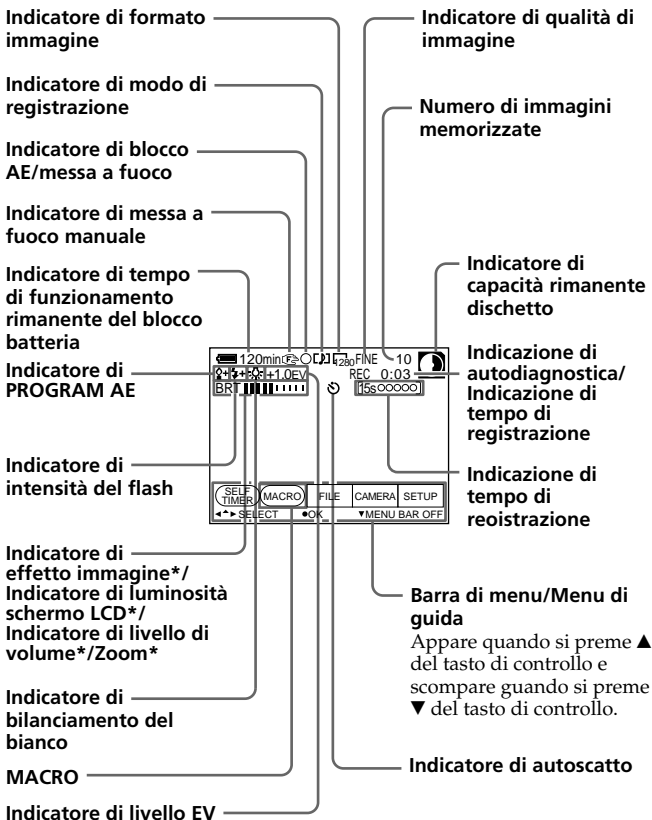 Indicatore di formato
immagine
Indicatore di modo di
registrazione
Indicatore di blocco
AE/messa a fuoco
Indicatore di messa a
fuoco manuale
Indicatore di tempo
di funzionamento
rimanente del blocco
batteria
Indicatore di
PROGRAM AE
Indicatore di
intensità del flash
Indicatore di
effetto immagine*/
Indicatore di luminosità
schermo LCD*/
Indicatore di livello di
volume*/Zoom*
Indicatore di
bilanciamento del
bianco
MACRO
Indicatore di livello EV
120min F 1280 FINE 10
+1.0EV REC 0:03
BRT 15s
SELF
TIMER MACRO FILE CAMERA SETUP
◄▲► SELECT ●OK ▼MENU BAR OFF
Indicatore di qualità di
immagine
Numero di immagini
memorizzate
Indicatore di
capacità rimanente
dischetto
Indicazione di
autodiagnostica/
Indicazione di
tempo di
registrazione
Indicazione di
tempo di
reoistrazione
Barra di menu/Menu di
guida
Appare quando si preme ▲
del tasto di controllo e
scompare guando si preme
▼ del tasto di controllo.
Indicatore di autoscatto